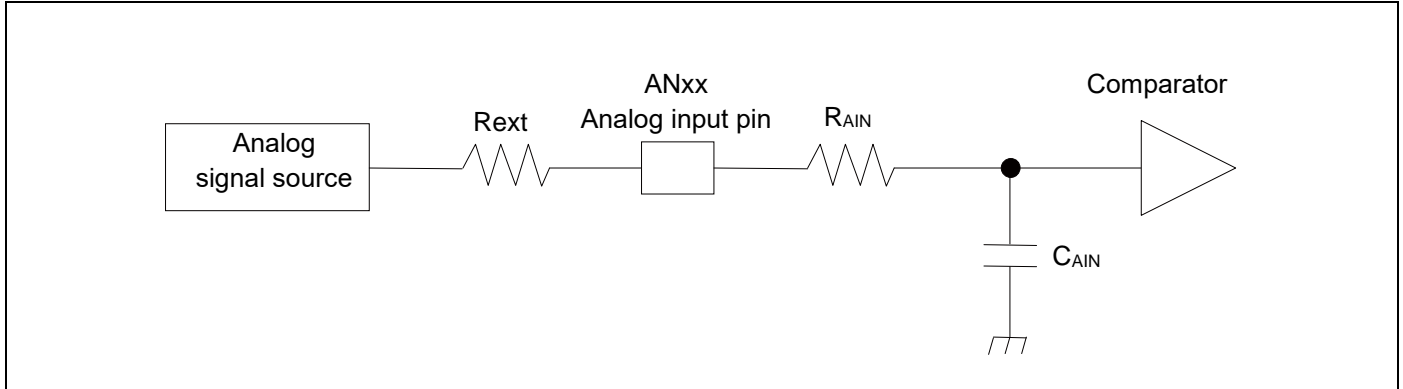 ANxx
Analog input pin
Comparator
Rext
RAIN
Analog
signal source
CAIN